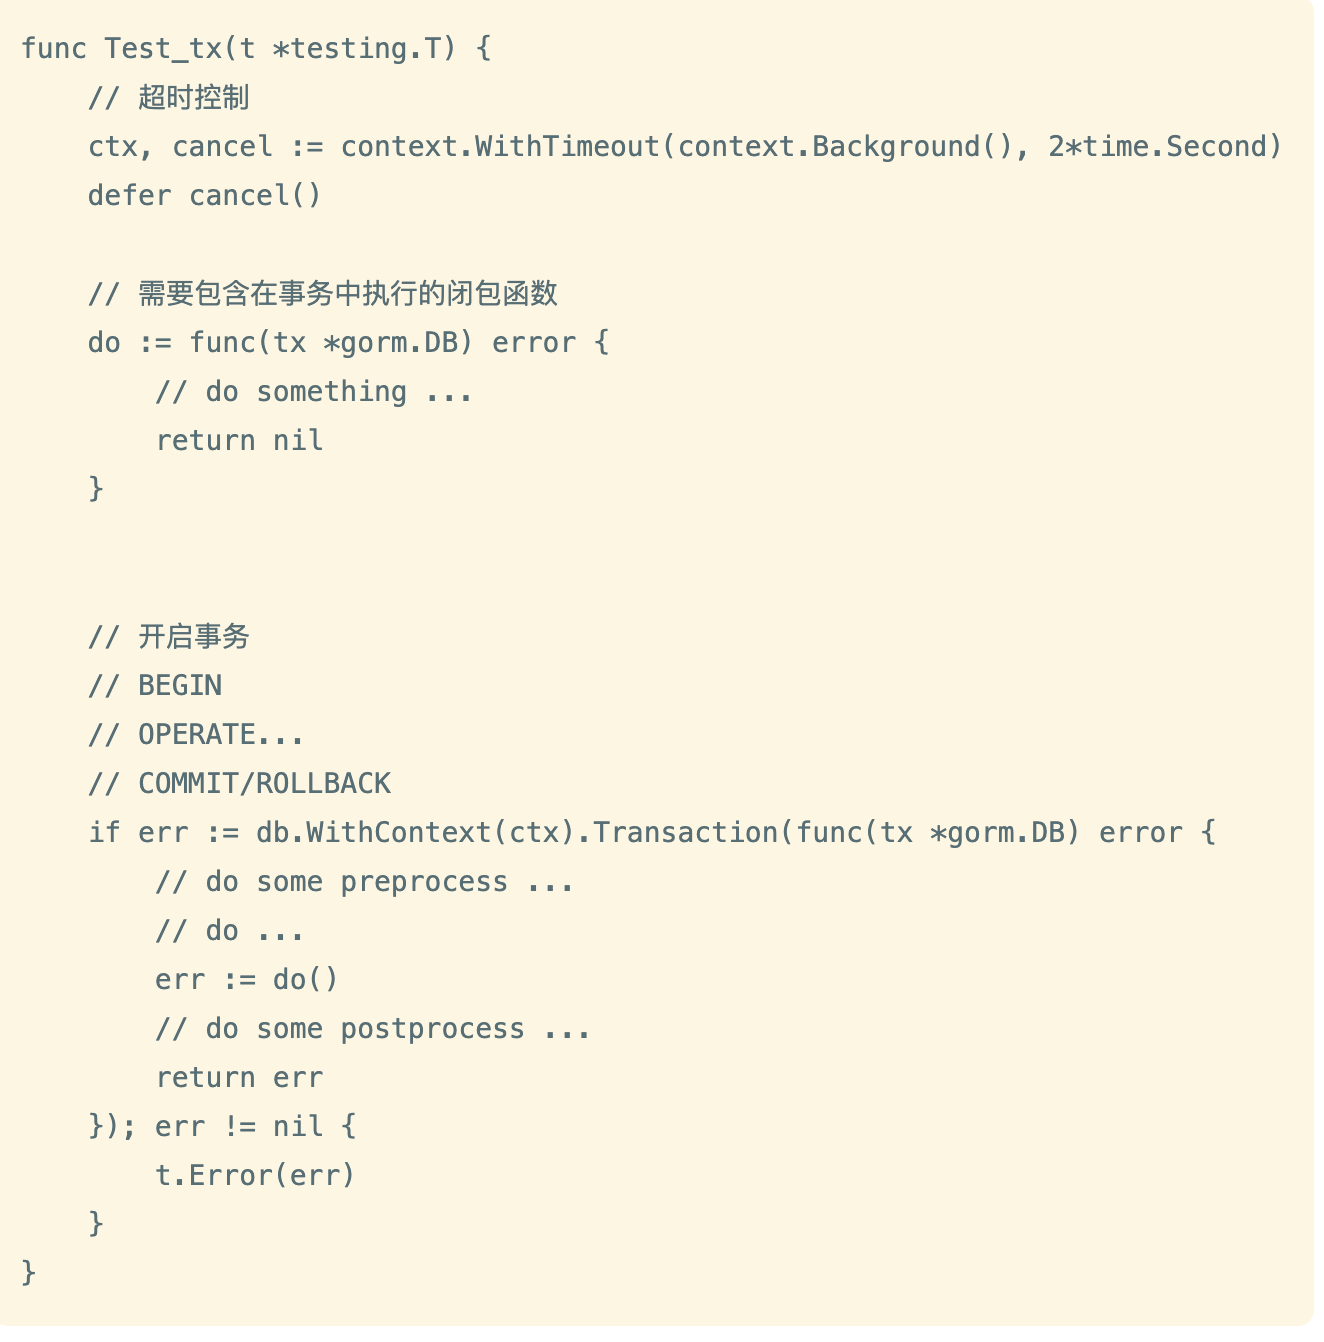 func Test_tx(t *testing.T) {
    // 超时控制
    ctx, cancel := context.WithTimeout(context.Background(), 2*time.Second)
    defer cancel()
    // 需要包含在事务中执行的闭包函数
    do := func(tx *gorm.DB) error {
        // do something ...
        return nil
    }
    // 开启事务
    // BEGIN
    // OPERATE...
    // COMMIT/ROLLBACK
    if err := db.WithContext(ctx).Transaction(func(tx *gorm.DB) error {
        // do some preprocess ...
        // do ...
        err := do()
        // do some postprocess ...
        return err
    }); err != nil {
        t.Error(err)
    }
}